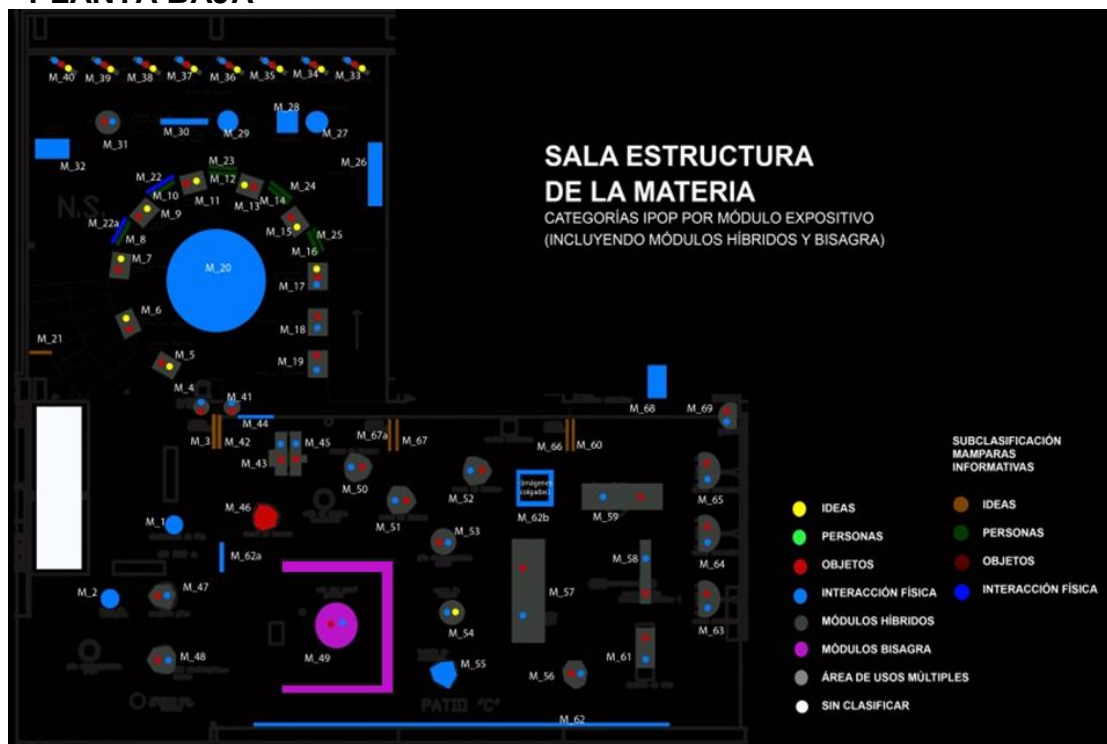 PLANTA BAJA
M_40 M_39 M_38 M_37 M_36 M_35 M_34 M_33
M_28
M_31 M_30 M_29 M_27
M_32
M_23
M_26
M_22 M_12 M_24
M_10 M_11 M_13 M_14
M_9
N.S.
M_22a M_15 M_25
M_8 M_16
M_7
M_20
M_17
M_6
M_18
M_21
M_5 M_19
M_4 M_41
M_44
M_3 M_42 M_45 M_67a M_67 M_66 M_60
M_43
M_68 M_69
M_50 M_52
(imágenes
colgadas)
M_65
M_46 M_51 M_62b M_59
M_1 M_53
M_62a M_58 M_64
M_2 M_47 M_57
M_54
M_63
M_49
M_48 M_55 M_56 M_61
PATIO "C"
M_62
SALA ESTRUCTURA
DE LA MATERIA
CATEGORÍAS IPOP POR MÓDULO EXPOSITIVO
(INCLUYENDO MÓDULOS HÍBRIDOS Y BISAGRA)
IDEAS
PERSONAS
OBJETOS
INTERACCIÓN FÍSICA
MÓDULOS HÍBRIDOS
MÓDULOS BISAGRA
ÁREA DE USOS MÚLTIPLES
SIN CLASIFICAR
SUBCLASIFICACIÓN
MAMPARAS
INFORMATIVAS
IDEAS
PERSONAS
OBJETOS
INTERACCIÓN FÍSICA